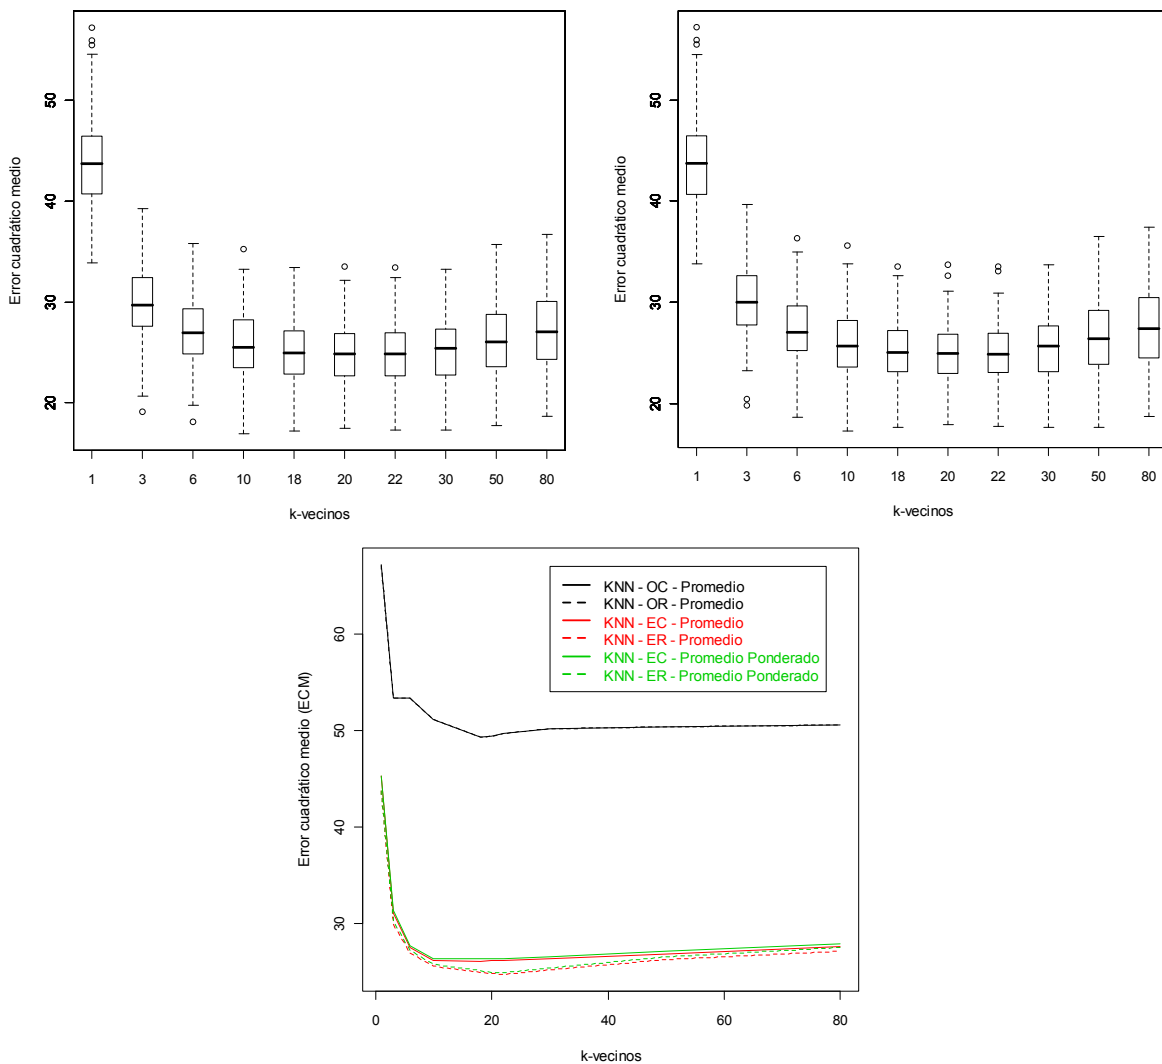 Error cuadrático medio
50
40
30
20
1 3 6 10 18 20 22 30 50 80
k-vecinos
Error cuadrático medio
50
40
30
20
1 3 6 10 18 20 22 30 50 80
k-vecinos
Error cuadrático medio (ECM)
60
50
40
30
KNN - OC - Promedio
KNN - OR - Promedio
KNN - EC - Promedio
KNN - ER - Promedio
KNN - EC - Promedio Ponderado
KNN - ER - Promedio Ponderado
0 20 40 60 80
k-vecinos